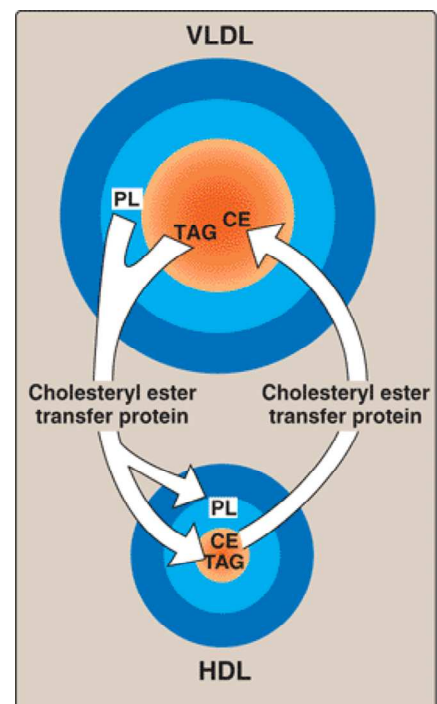 VLDL
PL
TAG
CE
Cholesteryl ester
transfer protein
Cholesteryl ester
transfer protein
PL
CE
TAG
HDL